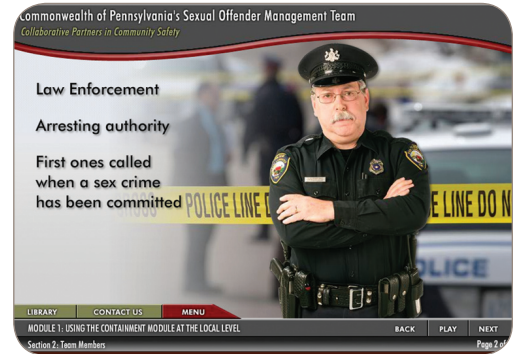 Commonwealth of Pennsylvania's Sexual Offender Management Team
Collaborative Partners in Community Safety
Law Enforcement
Arresting authority
First ones called
when a sex crime
has been committed
POLICE LINE D
E LINE DO N
OLICE
LIBRARY CONTACT US MENU
MODULE 1: USING THE CONTAINMENT MODULE AT THE LOCAL LEVEL BACK PLAY NEXT
Section 2: Team Members Page 2 of